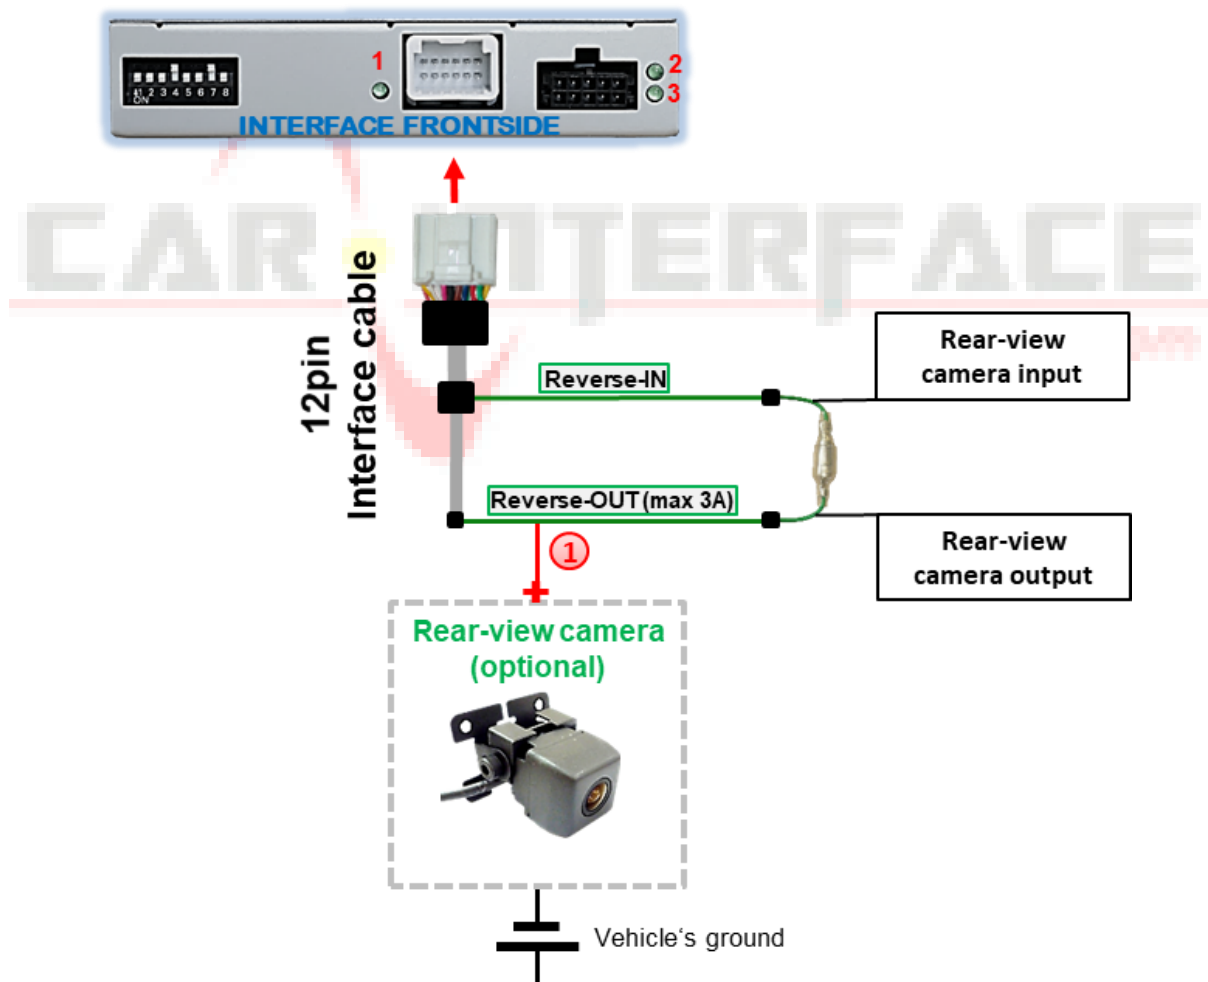 1
2
3
1 2 3 4 5 6 7 8
ON
INTERFACE FRONTSIDE
CAR INTERFACE
12pin
Interface cable
Reverse-IN
Rear-view
camera input
Reverse-OUT (max 3A)
Rear-view
camera output
1
+
Rear-view camera
(optional)
Vehicle‘s ground